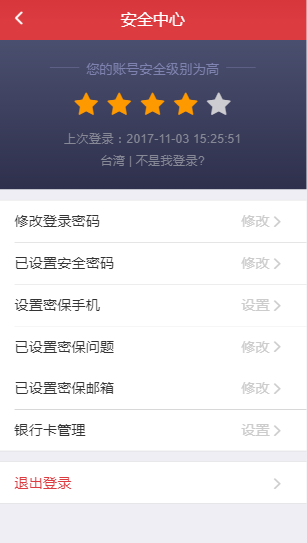 安全中心
您的账号安全级别为高
上次登录：2017-11-03 15:25:51
台湾 | 不是我登录?
修改登录密码 修改
已设置安全密码 修改
设置密保手机 设置
已设置密保问题 修改
已设置密保邮箱 修改
银行卡管理 设置
退出登录